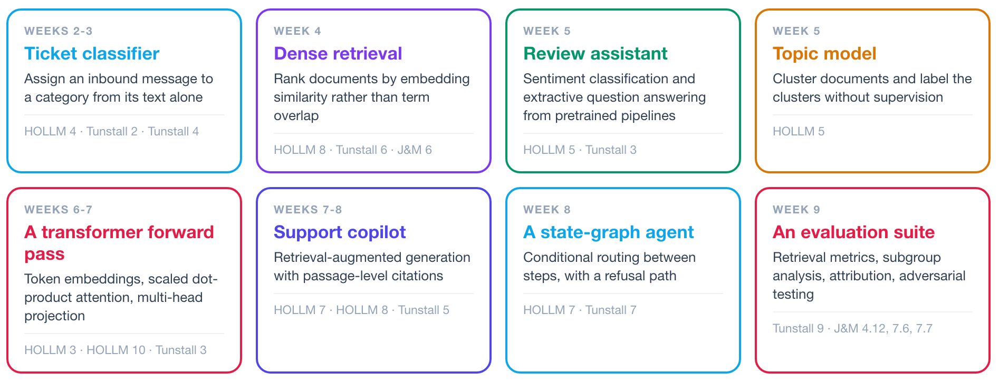 WEEKS 2-3
Ticket classifier
Assign an inbound message to
a category from its text alone
HOLLM 4 · Tunstall 2 · Tunstall 4
WEEK 4
Dense retrieval
Rank documents by embedding
similarity rather than term
overlap
HOLLM 8 · Tunstall 6 · J&M 6
WEEK 5
Review assistant
Sentiment classification and
extractive question answering
from pretrained pipelines
HOLLM 5 · Tunstall 3
WEEK 5
Topic model
Cluster documents and label the
clusters without supervision
HOLLM 5
WEEKS 6-7
A transformer forward
pass
Token embeddings, scaled dot-
product attention, multi-head
projection
HOLLM 3 · HOLLM 10 · Tunstall 3
WEEKS 7-8
Support copilot
Retrieval-augmented generation
with passage-level citations
HOLLM 7 · HOLLM 8 · Tunstall 5
WEEK 8
A state-graph agent
Conditional routing between
steps, with a refusal path
HOLLM 7 · Tunstall 7
WEEK 9
An evaluation suite
Retrieval metrics, subgroup
analysis, attribution, adversarial
testing
Tunstall 9 · J&M 4.12, 7.6, 7.7